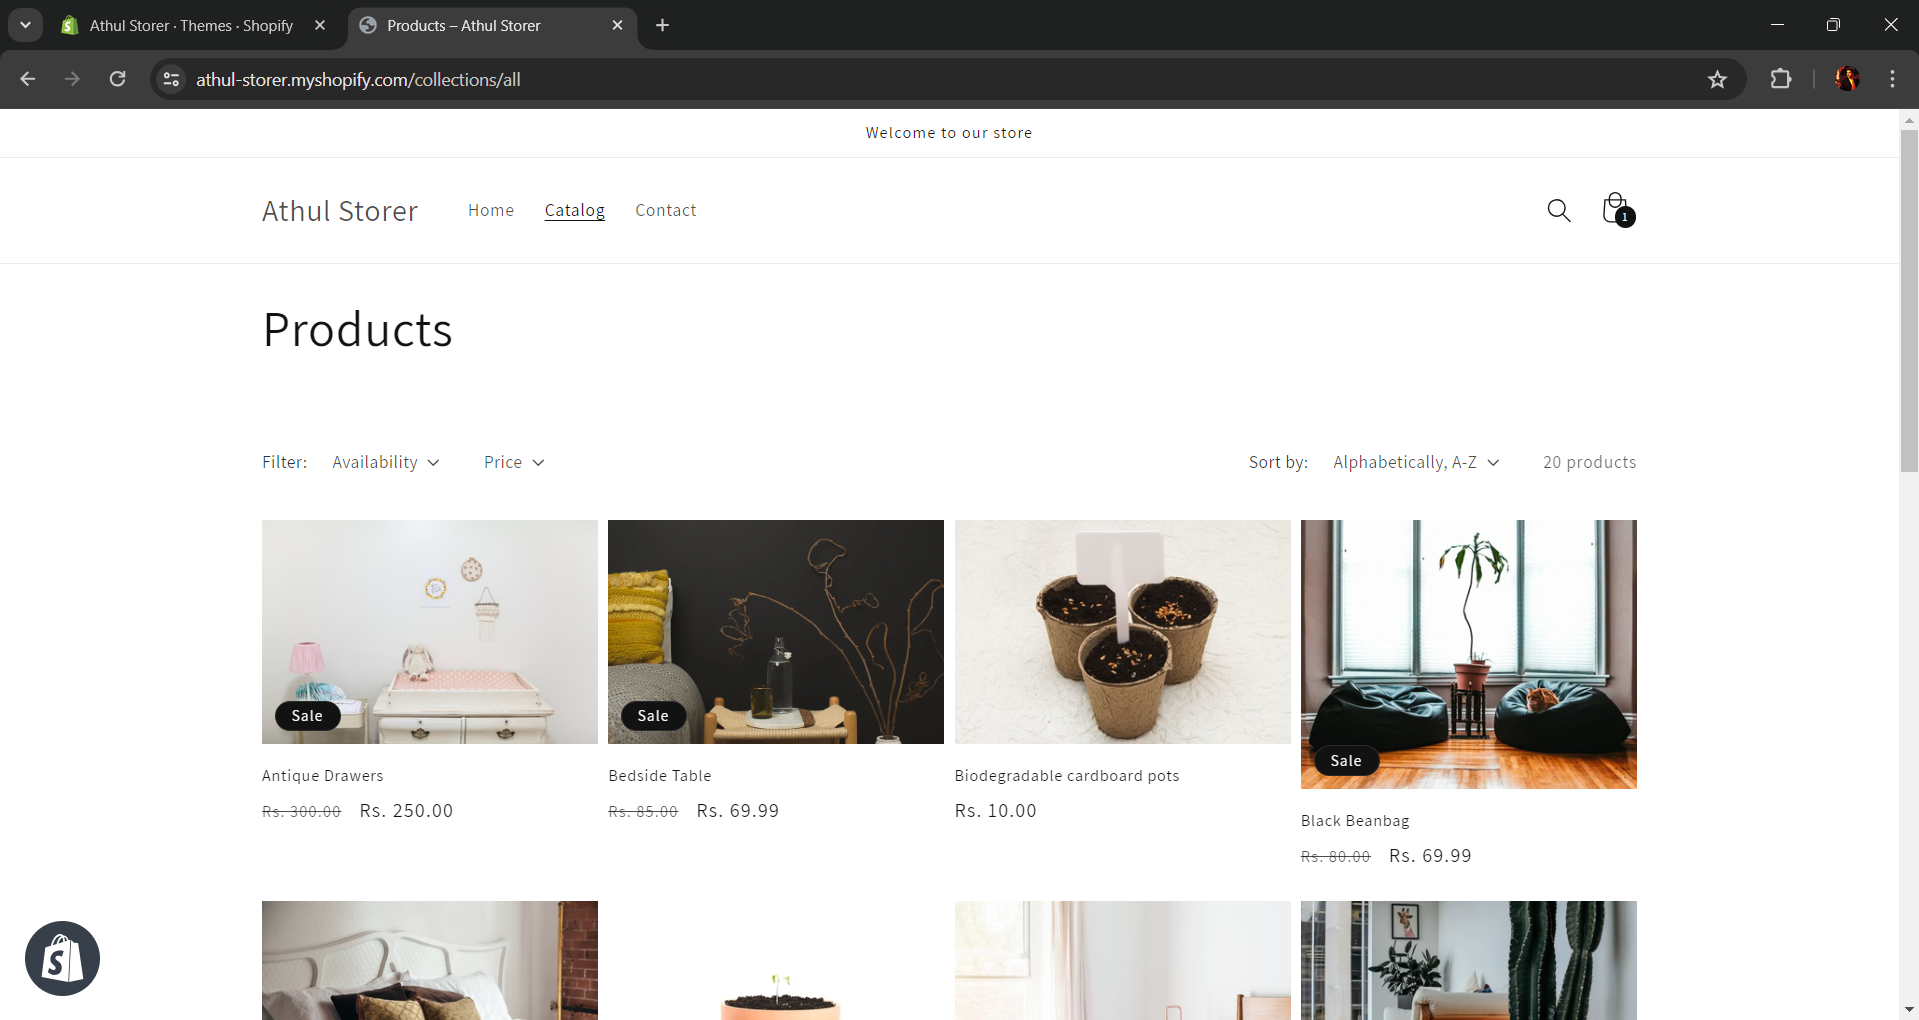 Athul Storer · Themes · Shopify
Products – Athul Storer
athul-storer.myshopify.com/collections/all
Welcome to our store
Athul Storer
Home
Catalog
Contact
1
Products
Filter:
Availability
Price
Sort by:
Alphabetically, A-Z
20 products
Sale
Sale
Sale
Antique Drawers
Rs. 300.00 Rs. 250.00
Bedside Table
Rs. 85.00 Rs. 69.99
Biodegradable cardboard pots
Rs. 10.00
Black Beanbag
Rs. 80.00 Rs. 69.99